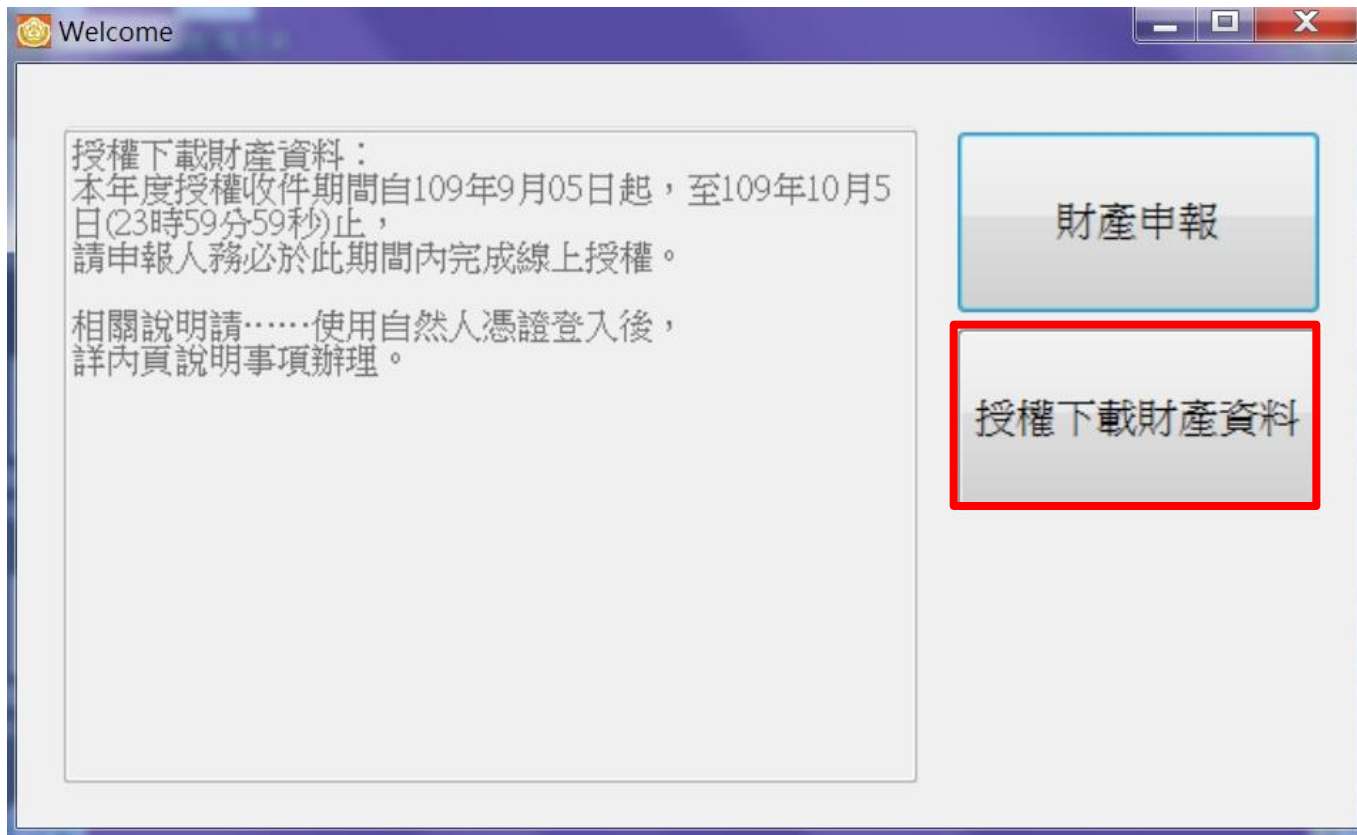 Welcome
授權下載財產資料：
本年度授權收件期間自109年9月05日起，至109年10月5
日(23時59分59秒)止，
請申報人務必於此期間內完成線上授權。
相關說明請……使用自然人憑證登入後，
詳內頁說明事項辦理。
財產申報
授權下載財產資料